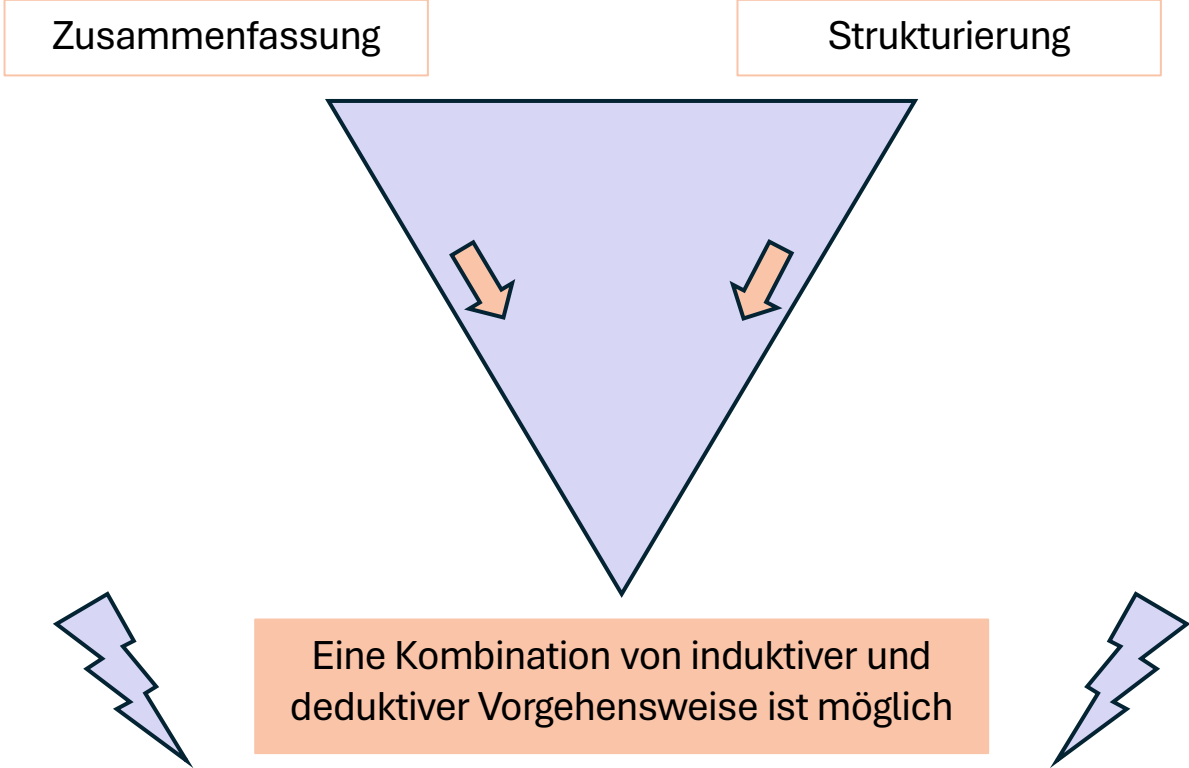 Zusammenfassung
Strukturierung
Eine Kombination von induktiver und
deduktiver Vorgehensweise ist möglich